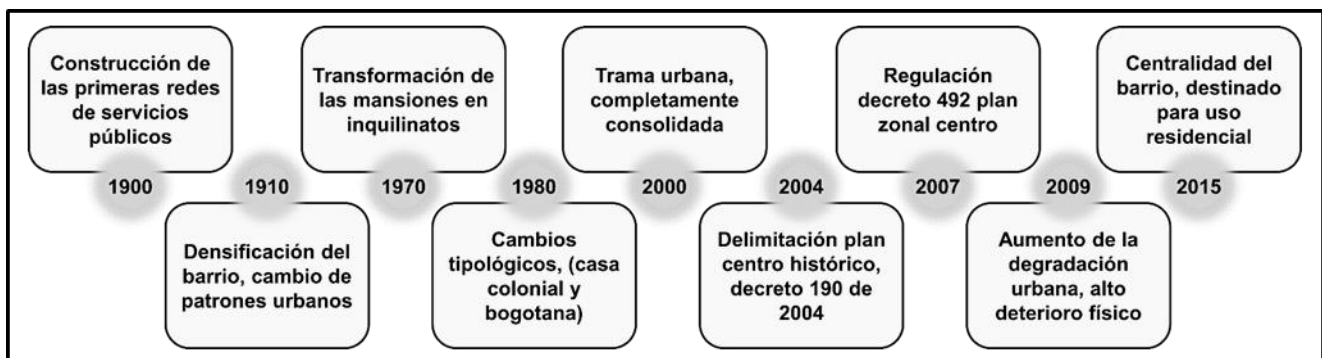 Construcción de
las primeras redes
de servicios
públicos
1900
Densificación del
barrio, cambio de
patrones urbanos
1910
Transformación de
las mansiones en
inquilinatos
1970
Cambios
tipológicos, (casa
colonial y
bogotana)
1980
Trama urbana,
completamente
consolidada
2000
Delimitación plan
centro histórico,
decreto 190 de
2004
2004
Regulación
decreto 492 plan
zonal centro
2007
Aumento de la
degradación
urbana, alto
deterioro físico
2009
Centralidad del
barrio, destinado
para uso
residencial
2015